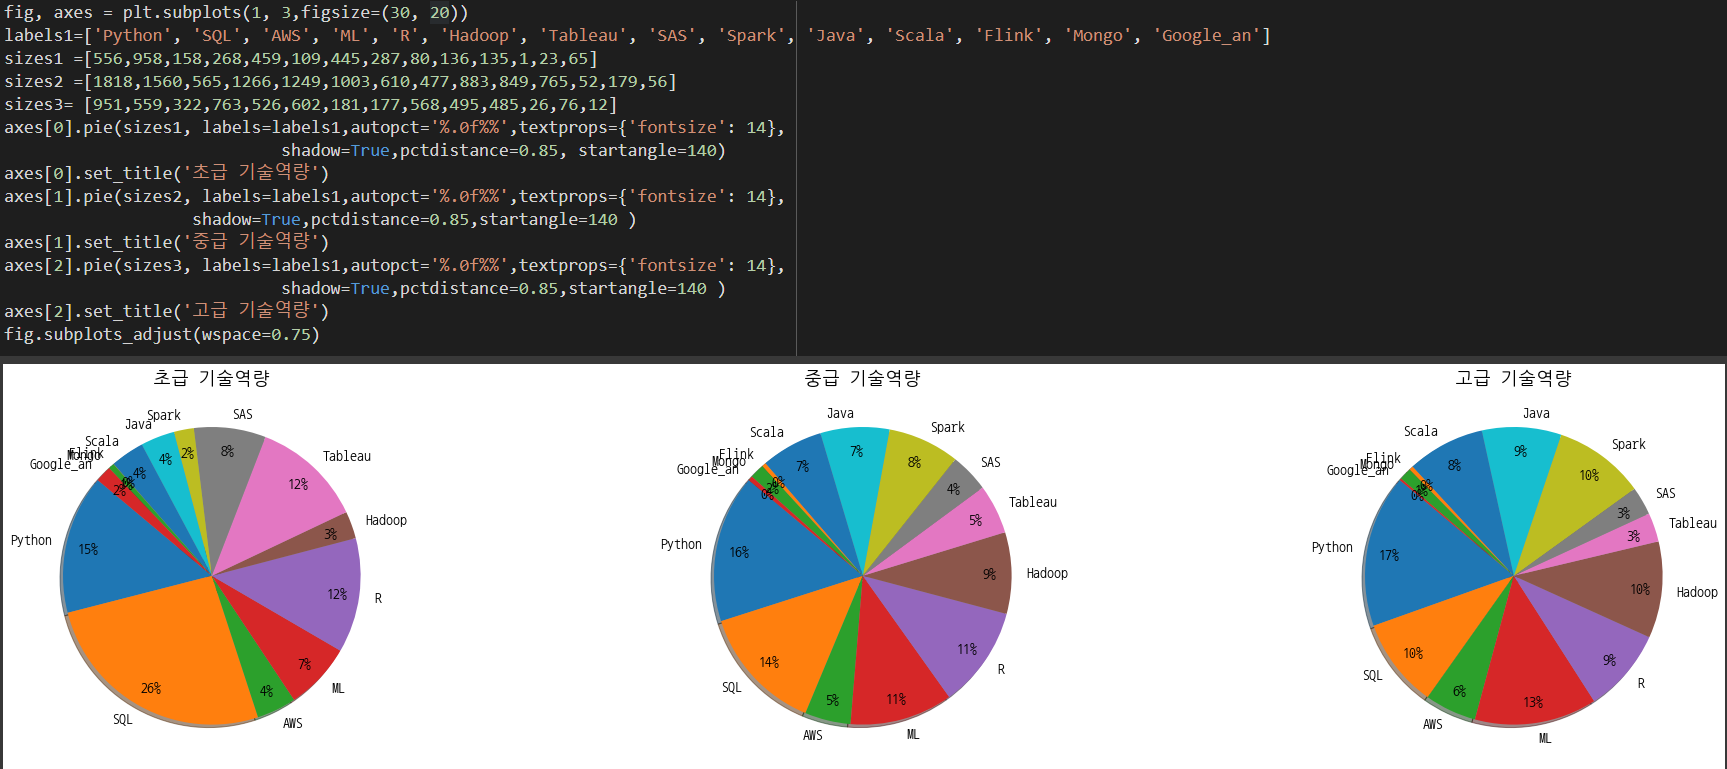 fig, axes = plt.subplots(1, 3,figsize=(30, 20))
labels1=['Python', 'SQL', 'AWS', 'ML', 'R', 'Hadoop', 'Tableau', 'SAS', 'Spark', 'Java', 'Scala', 'Flink', 'Mongo', 'Google_an']
sizes1 =[556,958,158,268,459,109,445,287,80,136,135,1,23,65]
sizes2 =[1818,1560,565,1266,1249,1003,610,477,883,849,765,52,179,56]
sizes3= [951,559,322,763,526,602,181,177,568,495,485,26,76,12]
axes[0].pie(sizes1, labels=labels1,autopct='%.0f%%',textprops={'fontsize': 14},
shadow=True,pctdistance=0.85, startangle=140)
axes[0].set_title('초급 기술역량')
axes[1].pie(sizes2, labels=labels1,autopct='%.0f%%',textprops={'fontsize': 14},
shadow=True,pctdistance=0.85,startangle=140 )
axes[1].set_title('중급 기술역량')
axes[2].pie(sizes3, labels=labels1,autopct='%.0f%%',textprops={'fontsize': 14},
shadow=True,pctdistance=0.85,startangle=140 )
axes[2].set_title('고급 기술역량')
fig.subplots_adjust(wspace=0.75)
초급 기술역량
Spark
SAS
Java
Scala
Flink
Mongo
Google_an
Tableau
Hadoop
Python
R
ML
SQL
AWS
2%
8%
4%
4%
2%
12%
3%
15%
12%
7%
26%
4%
중급 기술역량
Java
Spark
Scala
Flink
Mongo
Google_an
SAS
Tableau
Python
Hadoop
R
SQL
AWS
ML
7%
8%
7%
0%
2%
0%
4%
5%
16%
9%
11%
14%
5%
11%
고급 기술역량
Java
Spark
Scala
Flink
Mongo
Google_an
SAS
Tableau
Python
Hadoop
R
SQL
AWS
ML
9%
10%
8%
0%
0%
3%
3%
17%
10%
9%
10%
6%
13%